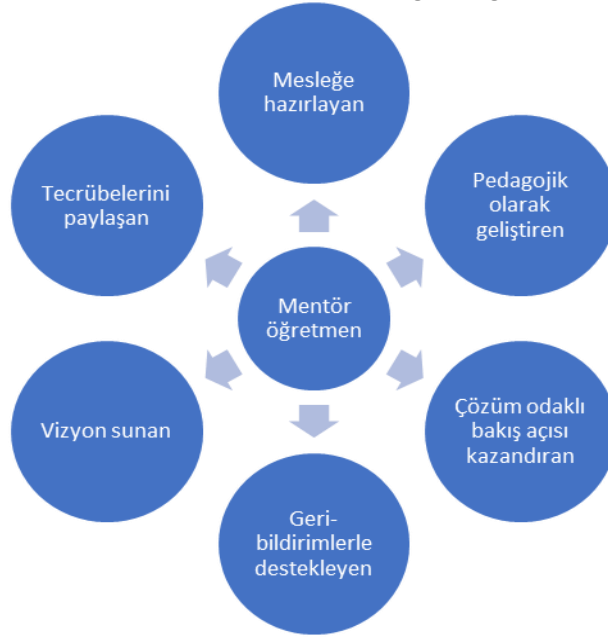 Mesleğe
hazırlayan
Pedagojik
olarak
geliştiren
Çözüm odaklı
bakış açısı
kazandıran
Geri-
bildirimlerle
destekleyen
Vizyon sunan
Tecrübelerini
paylaşan
Mentör
öğretmen